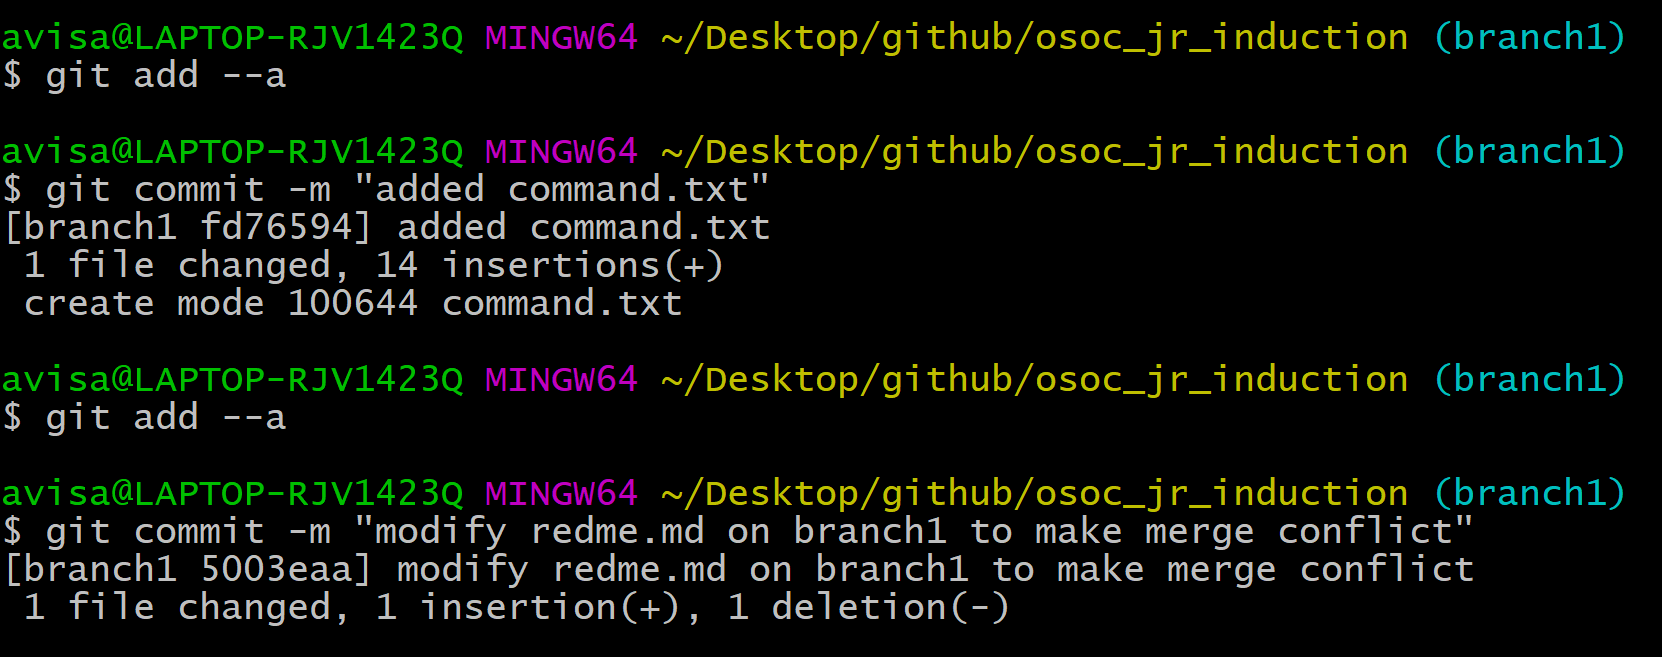 avisa@LAPTOP-RJV1423Q MINGW64 ~/Desktop/github/osoc_jr_induction (branch1)
$ git add --a
avisa@LAPTOP-RJV1423Q MINGW64 ~/Desktop/github/osoc_jr_induction (branch1)
$ git commit -m "added command.txt"
[branch1 fd76594] added command.txt
 1 file changed, 14 insertions(+)
 create mode 100644 command.txt
avisa@LAPTOP-RJV1423Q MINGW64 ~/Desktop/github/osoc_jr_induction (branch1)
$ git add --a
avisa@LAPTOP-RJV1423Q MINGW64 ~/Desktop/github/osoc_jr_induction (branch1)
$ git commit -m "modify redme.md on branch1 to make merge conflict"
[branch1 5003eaa] modify redme.md on branch1 to make merge conflict
 1 file changed, 1 insertion(+), 1 deletion(-)